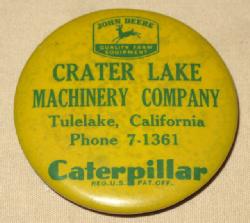 JOHN DEERE
QUALITY FARM
EQUIPMENT
CRATER LAKE
MACHINERY COMPANY
Tulelake, California
Phone 7-1361
Caterpillar
REG. U.S. PAT. OFF.